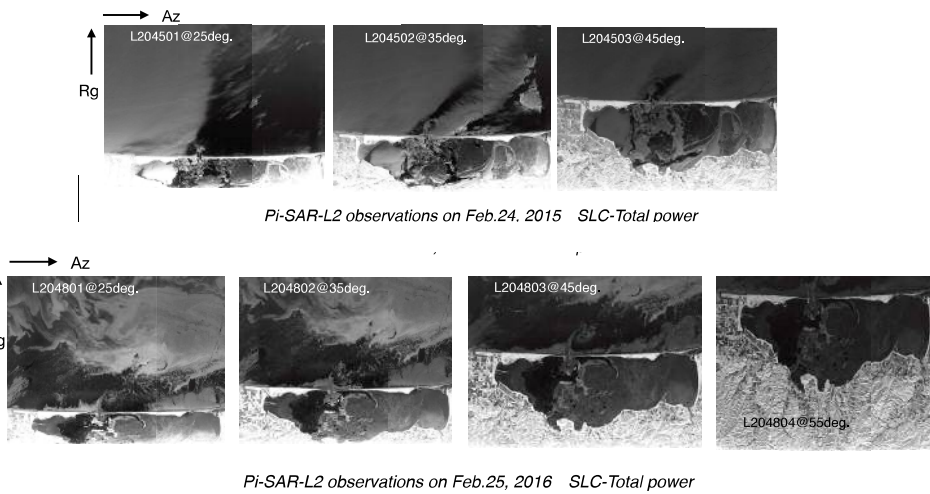 Az
L204501@25deg.
L204502@35deg.
L204503@45deg.
Rg
Pi-SAR-L2 observations on Feb.24, 2015 SLC-Total power
Az
L204801@25deg.
L204802@35deg.
L204803@45deg.
L204804@55deg.
Pi-SAR-L2 observations on Feb.25, 2016 SLC-Total power